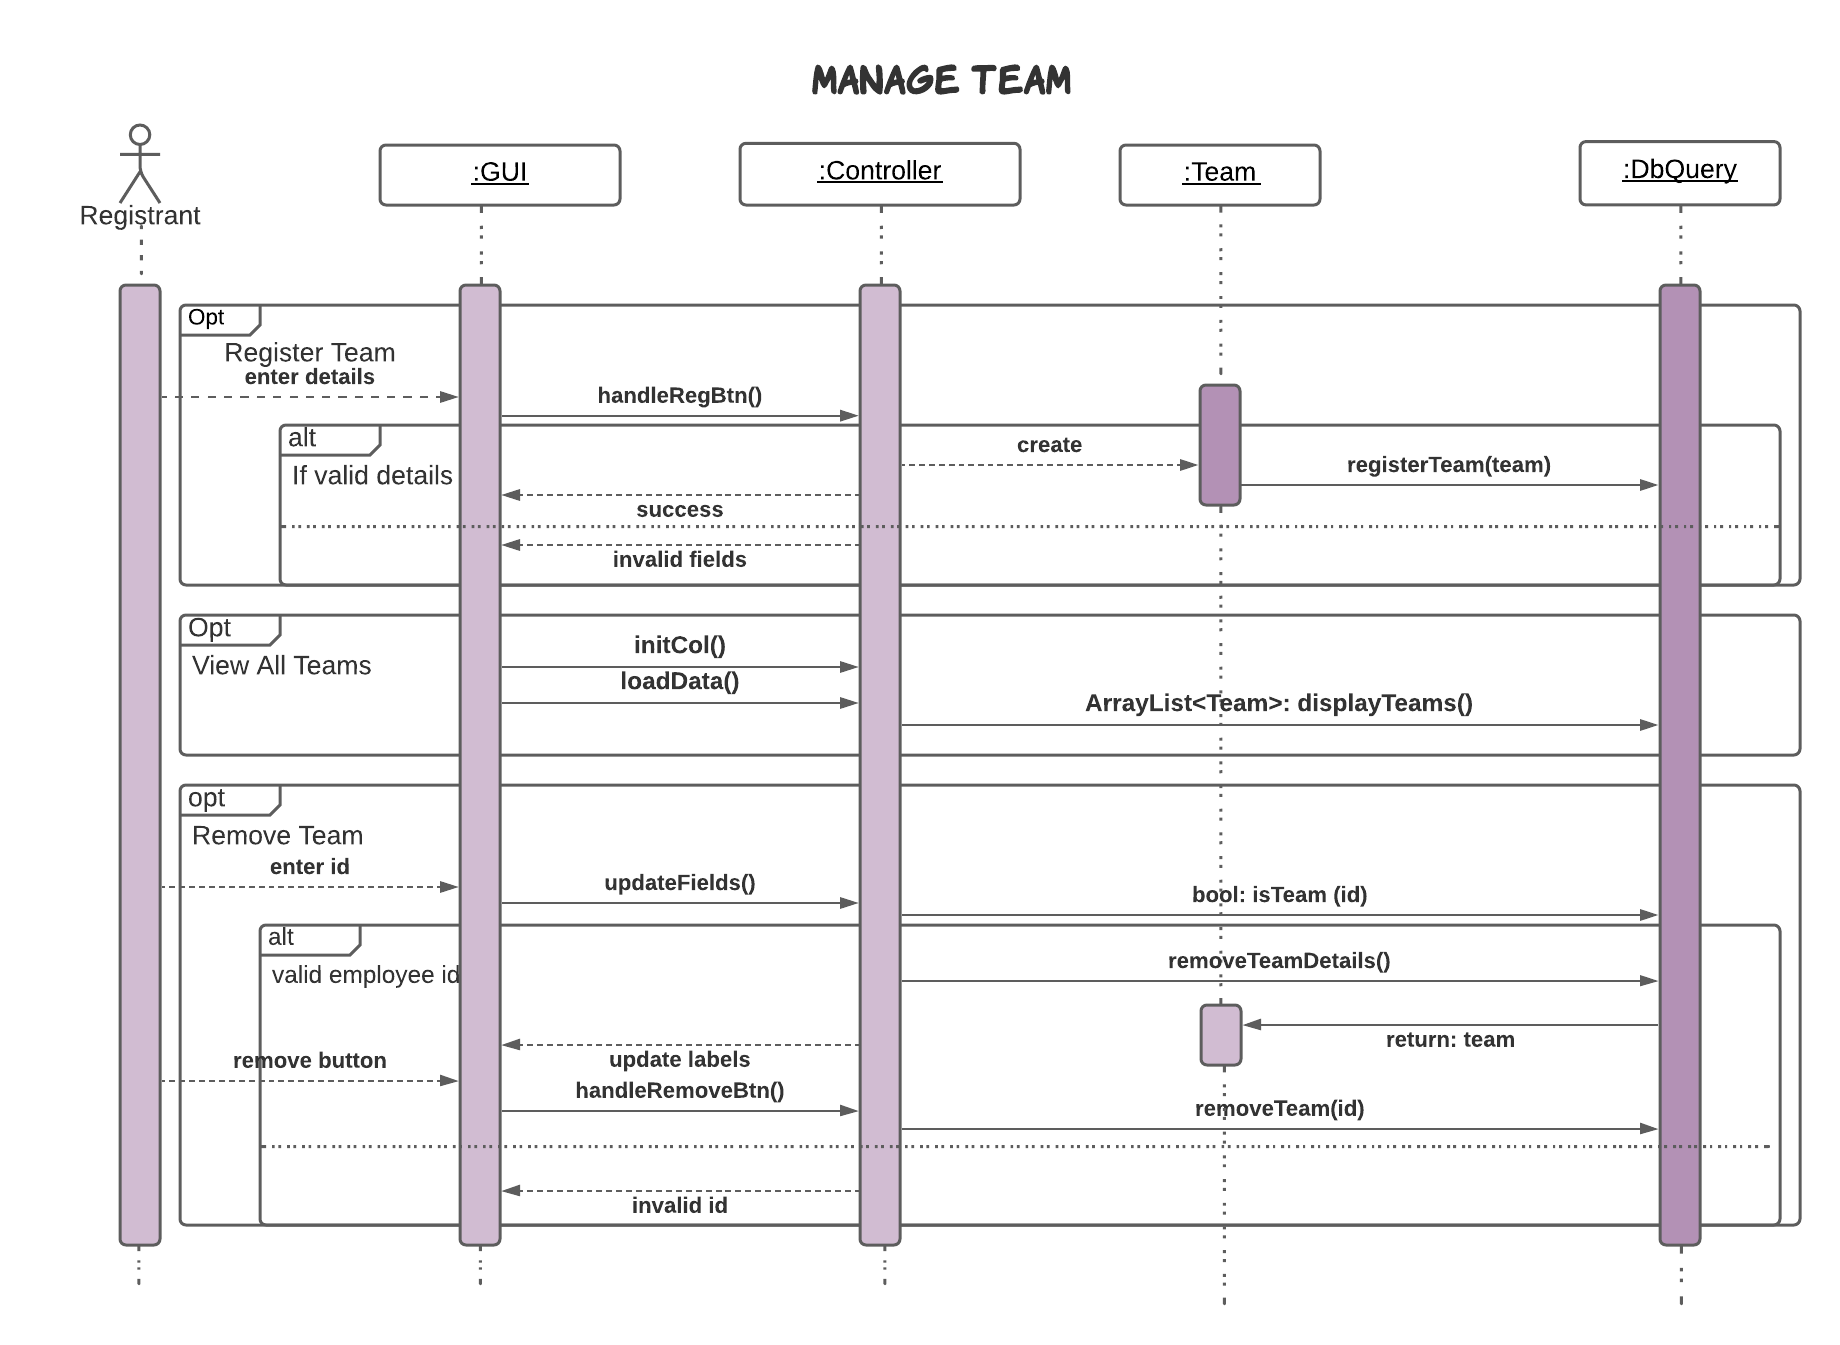 MANAGE TEAM
Registrant
:GUI
:Controller
:Team
:DbQuery
Opt
Register Team
enter details
handleRegBtn()
alt
If valid details
create
registerTeam(team)
success
invalid fields
Opt
View All Teams
initCol()
loadData()
ArrayList<Team>: displayTeams()
opt
Remove Team
enter id
updateFields()
bool: isTeam (id)
alt
valid employee id
removeTeamDetails()
return: team
update labels
remove button
handleRemoveBtn()
removeTeam(id)
invalid id